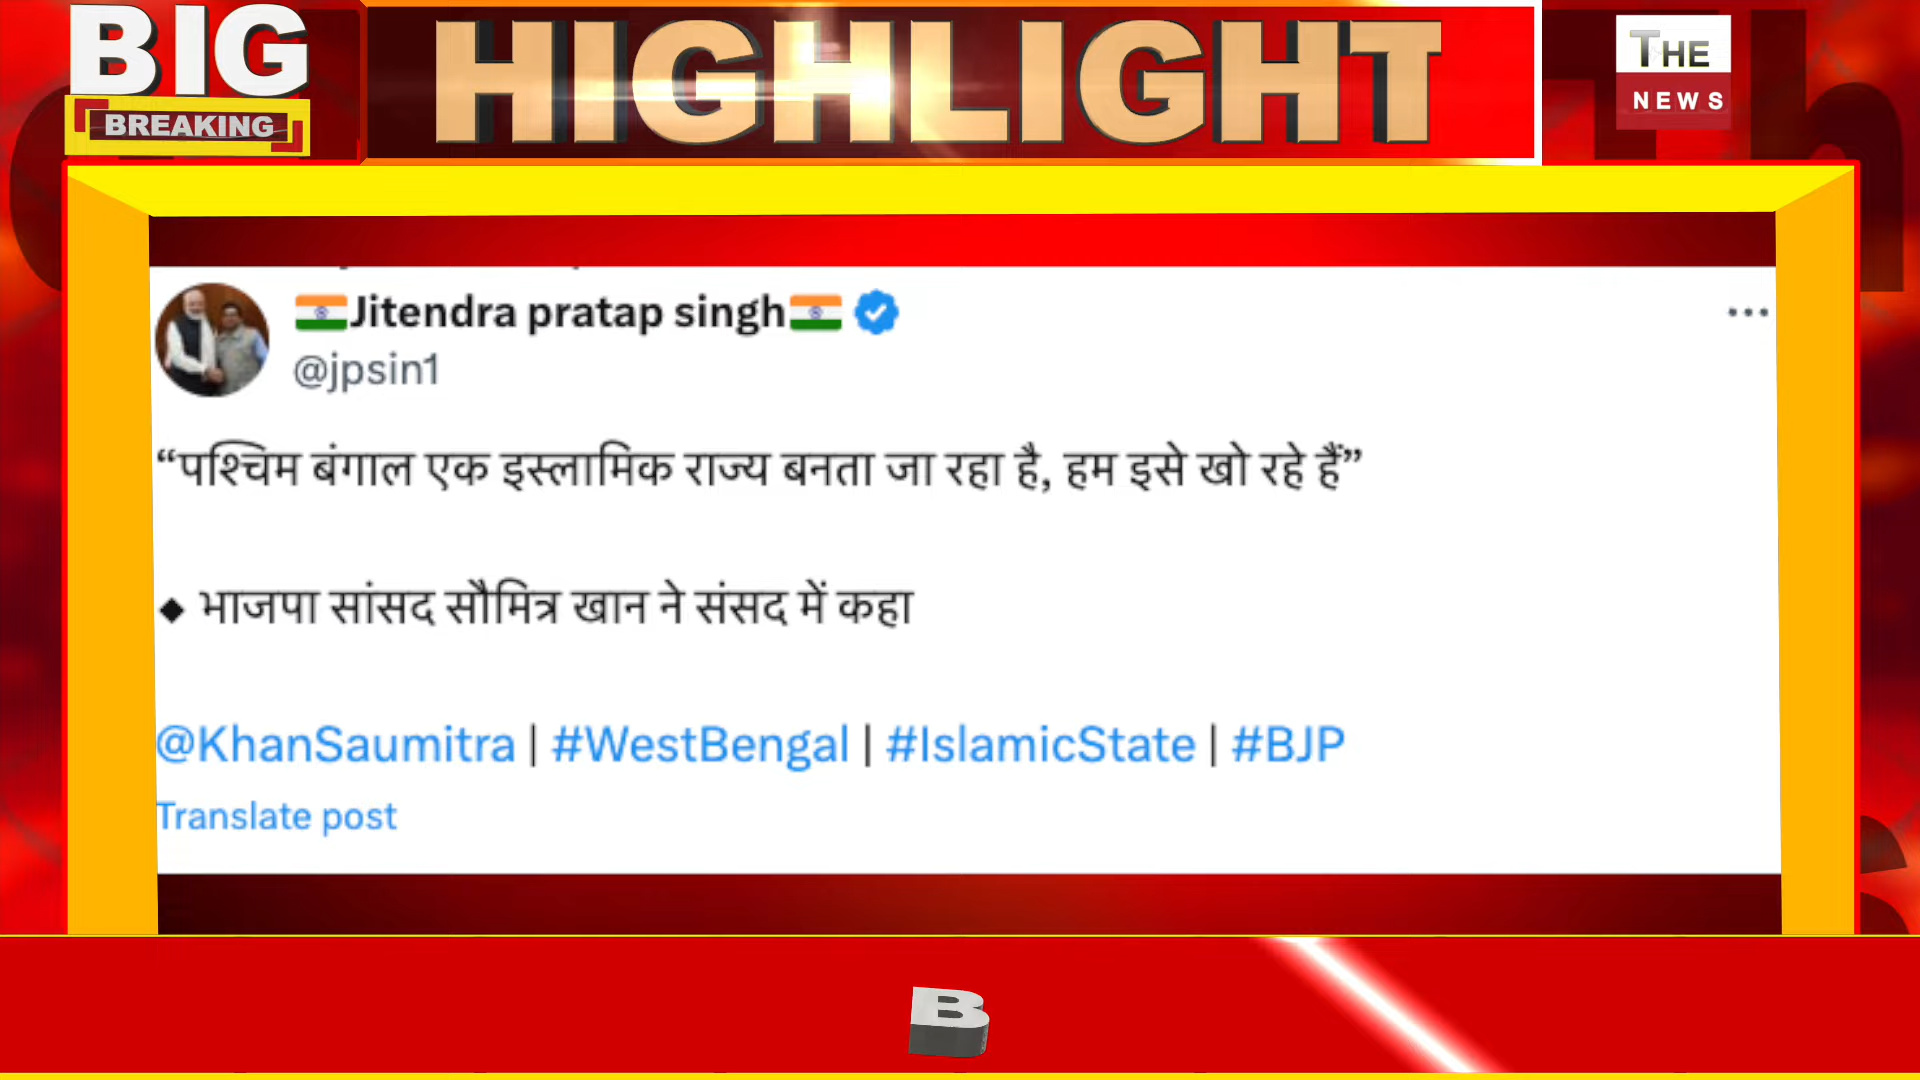 BIG
BREAKING
HIGHLIGHT
THE
NEWS
🇮🇳Jitendra pratap singh🇮🇳
@jpsin1
“पश्चिम बंगाल एक इस्लामिक राज्य बनता जा रहा है, हम इसे खो रहे हैं”
◆ भाजपा सांसद सौमित्र खान ने संसद में कहा
@KhanSaumitra | #WestBengal | #IslamicState | #BJP
Translate post
B